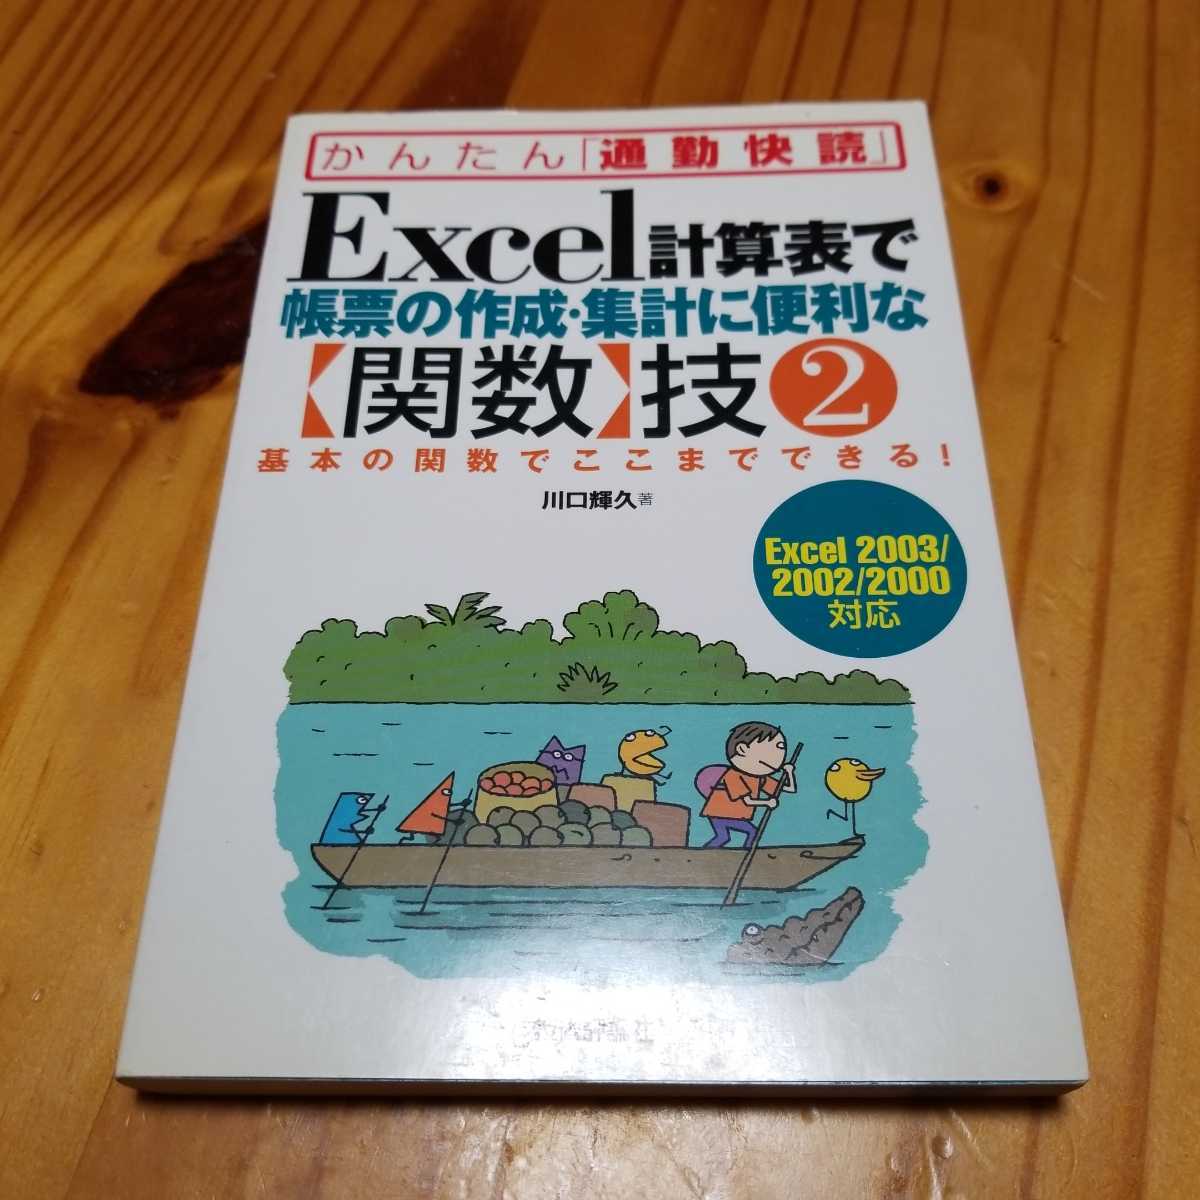 かんたん「通勤快読」
Excel計算表で
帳票の作成・集計に便利な
【関数】技2
基本の関数でここまでできる!
川口輝久 著
Excel 2003/
2002/2000
対応